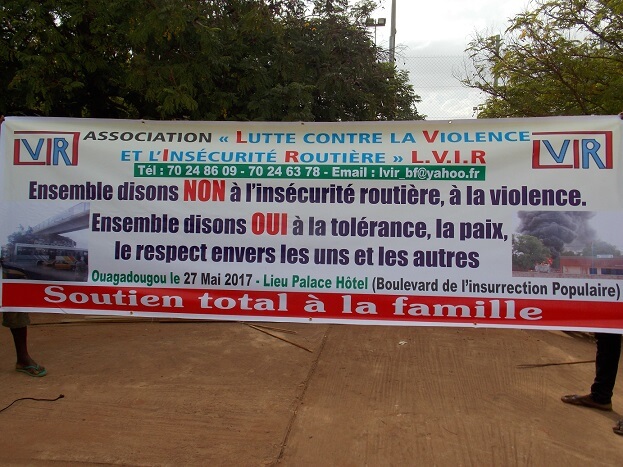 VIR
ASSOCIATION « LUTTE CONTRE LA VIOLENCE
ET L'INSÉCURITÉ ROUTIÈRE » L.V.I.R
VIR
Tél : 70 24 86 09 - 70 24 63 78 - Email : lvir_bf@yahoo.fr
Ensemble disons NON à l'insécurité routière, à la violence.
Ensemble disons OUI à la tolérance, la paix,
le respect envers les uns et les autres
Ouagadougou le 27 Mai 2017 - Lieu Palace Hôtel (Boulevard de l'insurrection Populaire)
Soutien total à la famille